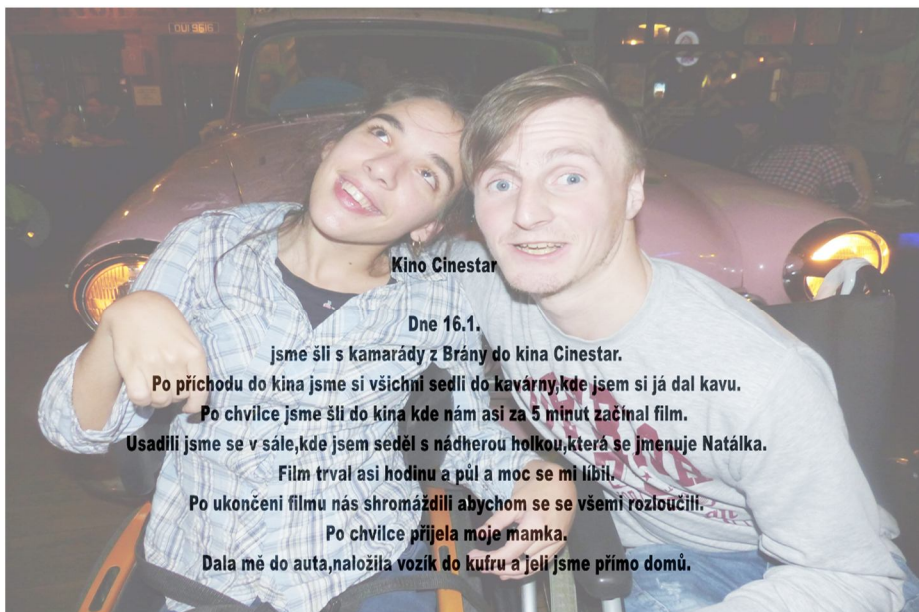 OUI 9616
Kino Cinestar
Dne 16.1.
jsme šli s kamarády z Brány do kina Cinestar.
Po příchodu do kina jsme si všichni sedli do kavárny,kde jsem si já dal kavu.
Po chvilce jsme šli do kina kde nám asi za 5 minut začínal film.
Usadili jsme se v sále,kde jsem seděl s nádherou holkou,která se jmenuje Natálka.
Film trval asi hodinu a půl a moc se mi líbil.
Po ukončeni filmu nás shromáždili abychom se se všemi rozloučili.
Po chvilce přijela moje mamka.
Dala mě do auta,naložila vozík do kufru a jeli jsme přímo domů.